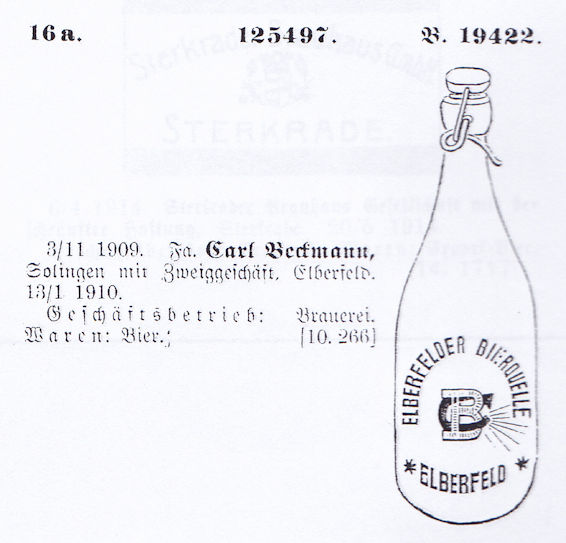 16a. 125497. B. 19422.
3/11 1909. Fa. Carl Beckmann,
Solingen mit Zweiggeschäft, Elberfeld.
13/1 1910.
Geschäftsbetrieb: Brauerei.
Waren: Bier.; [10. 266]
ELBERFELDER BIERQUELLE
CB
* ELBERFELD *
STERKRADE